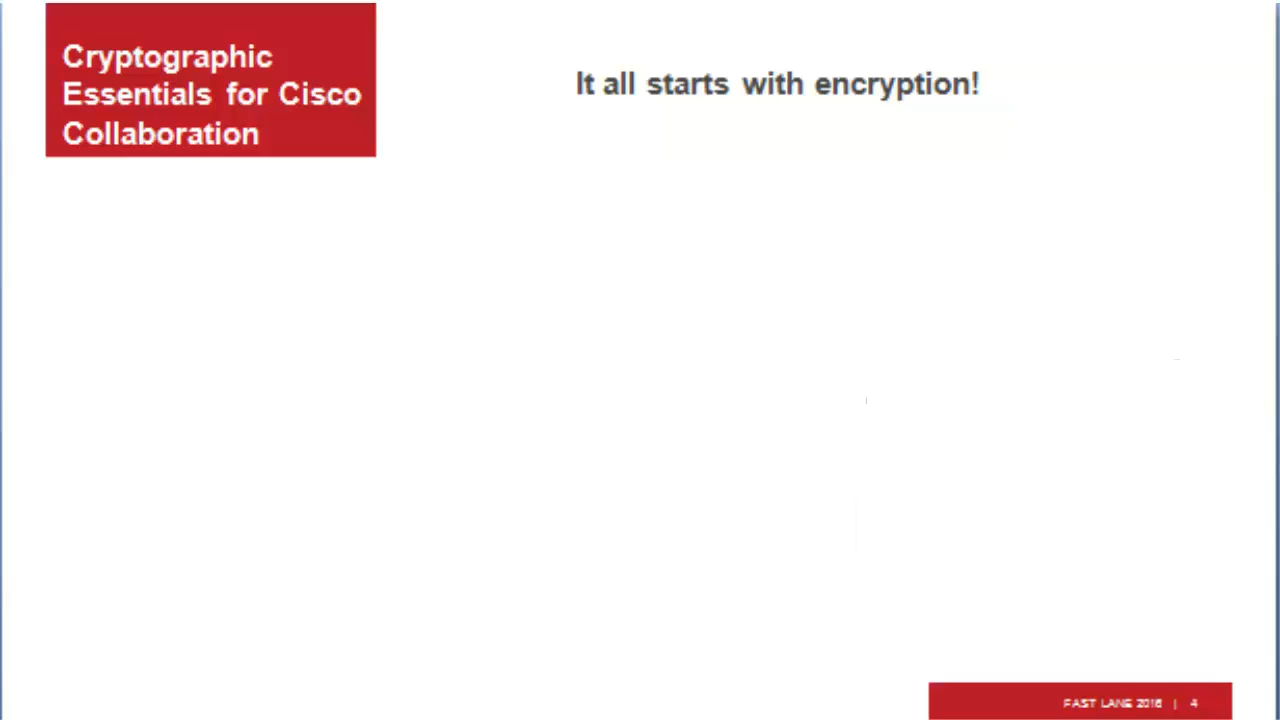 Cryptographic
Essentials for Cisco
Collaboration
It all starts with encryption!
FAST LANE 2016 | 4